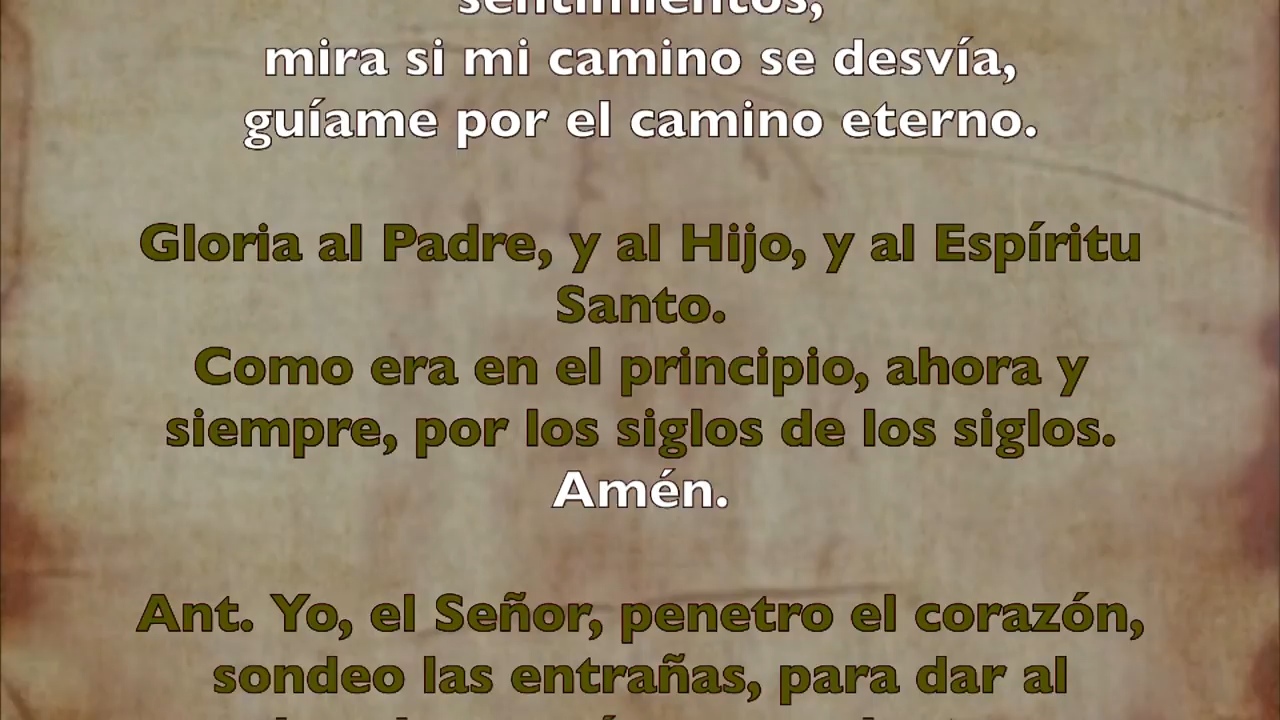 sentimientos,
mira si mi camino se desvía,
guíame por el camino eterno.
Gloria al Padre, y al Hijo, y al Espíritu
Santo.
Como era en el principio, ahora y
siempre, por los siglos de los siglos.
Amén.
Ant. Yo, el Señor, penetro el corazón,
sondeo las entrañas, para dar al